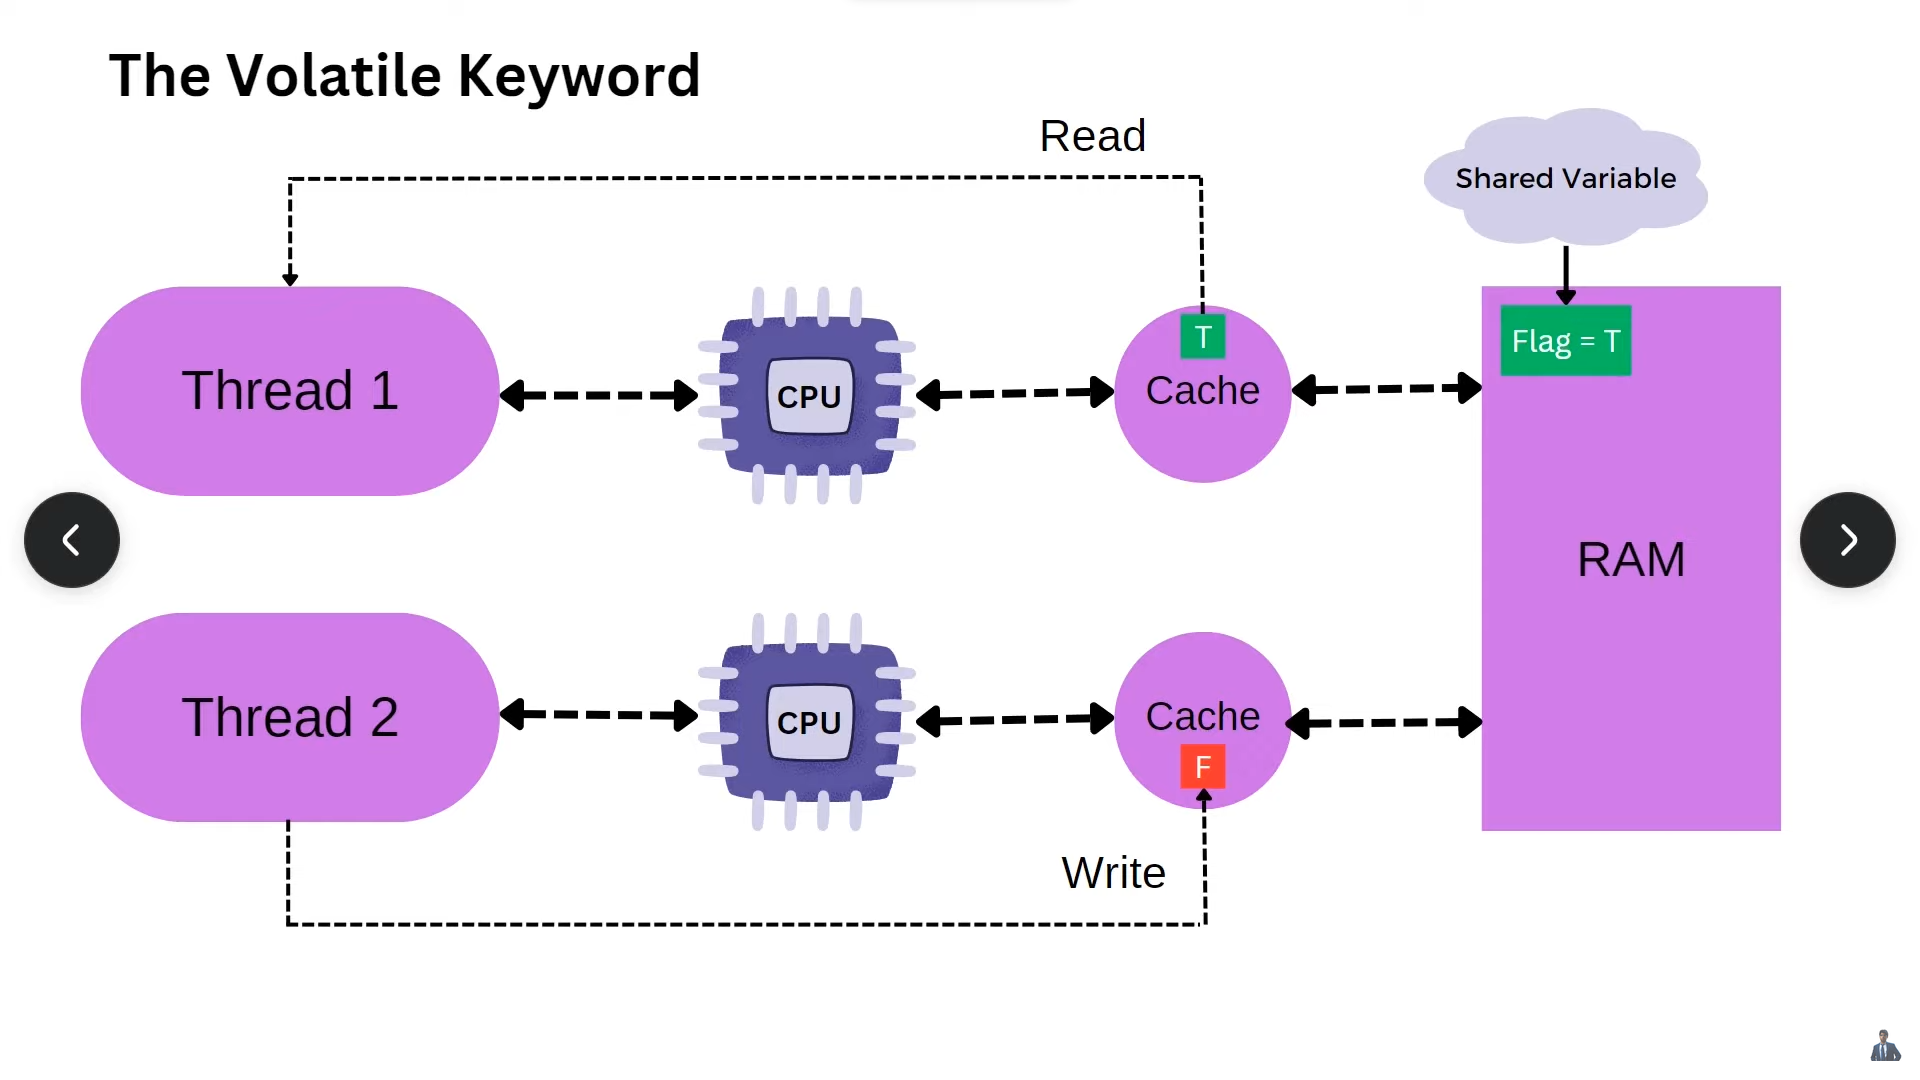 The Volatile Keyword
Read
Shared Variable
Thread 1
CPU
T
Cache
Flag = T
RAM
Thread 2
CPU
Cache
F
Write